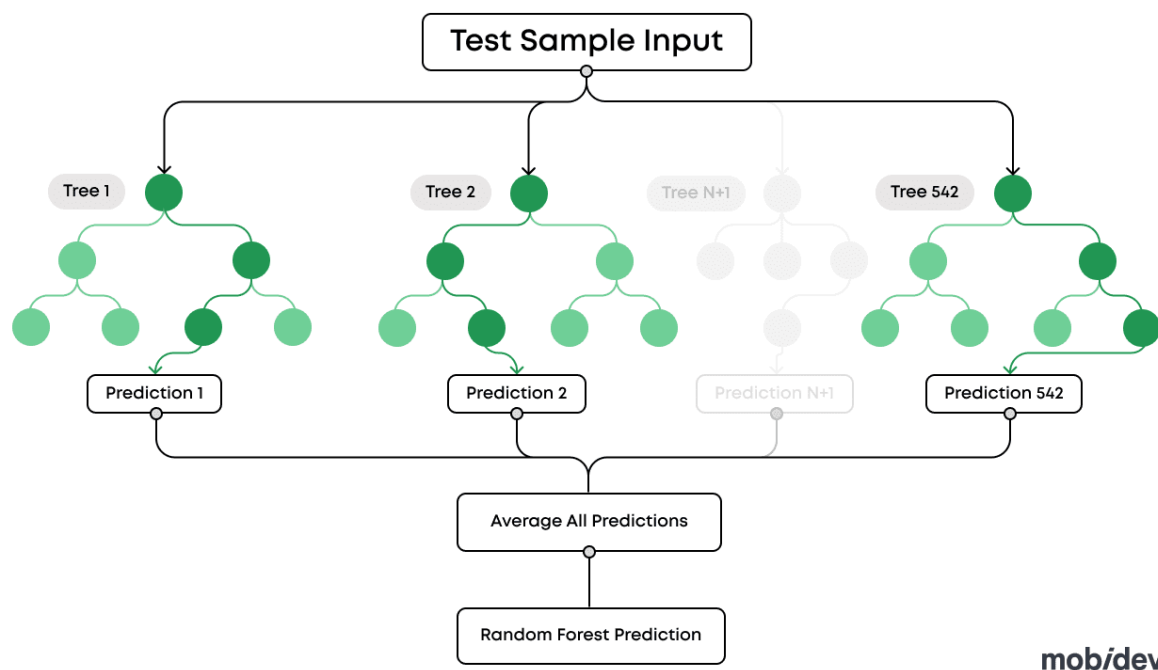 Test Sample Input
Tree 1
Tree 2
Tree N+1
Tree 542
Prediction 1
Prediction 2
Prediction N+1
Prediction 542
Average All Predictions
Random Forest Prediction
mobidev